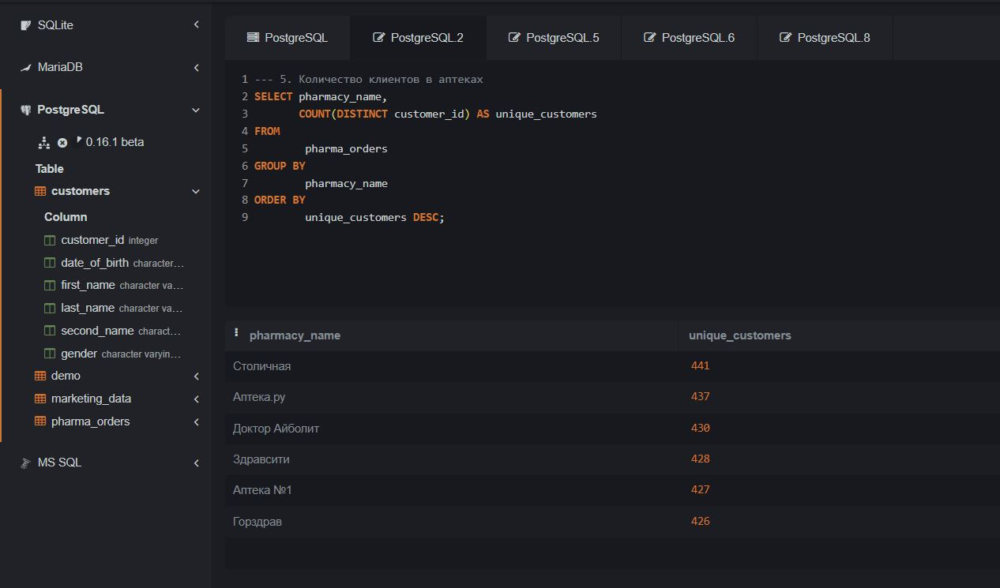 SQLite
MariaDB
PostgreSQL
0.16.1 beta
Table
customers
Column
customer_id integer
date_of_birth character...
first_name character va...
last_name character va...
second_name charact...
gender character varyin...
demo
marketing_data
pharma_orders
MS SQL
PostgreSQL PostgreSQL.2 PostgreSQL.5 PostgreSQL.6 PostgreSQL.8
1 --- 5. Количество клиентов в аптеках
2 SELECT pharmacy_name,
3 COUNT(DISTINCT customer_id) AS unique_customers
4 FROM
5 pharma_orders
6 GROUP BY
7 pharmacy_name
8 ORDER BY
9 unique_customers DESC;
pharmacy_name unique_customers
Столичная 441
Аптека.ру 437
Доктор Айболит 430
Здравсити 428
Аптека №1 427
Горздрав 426